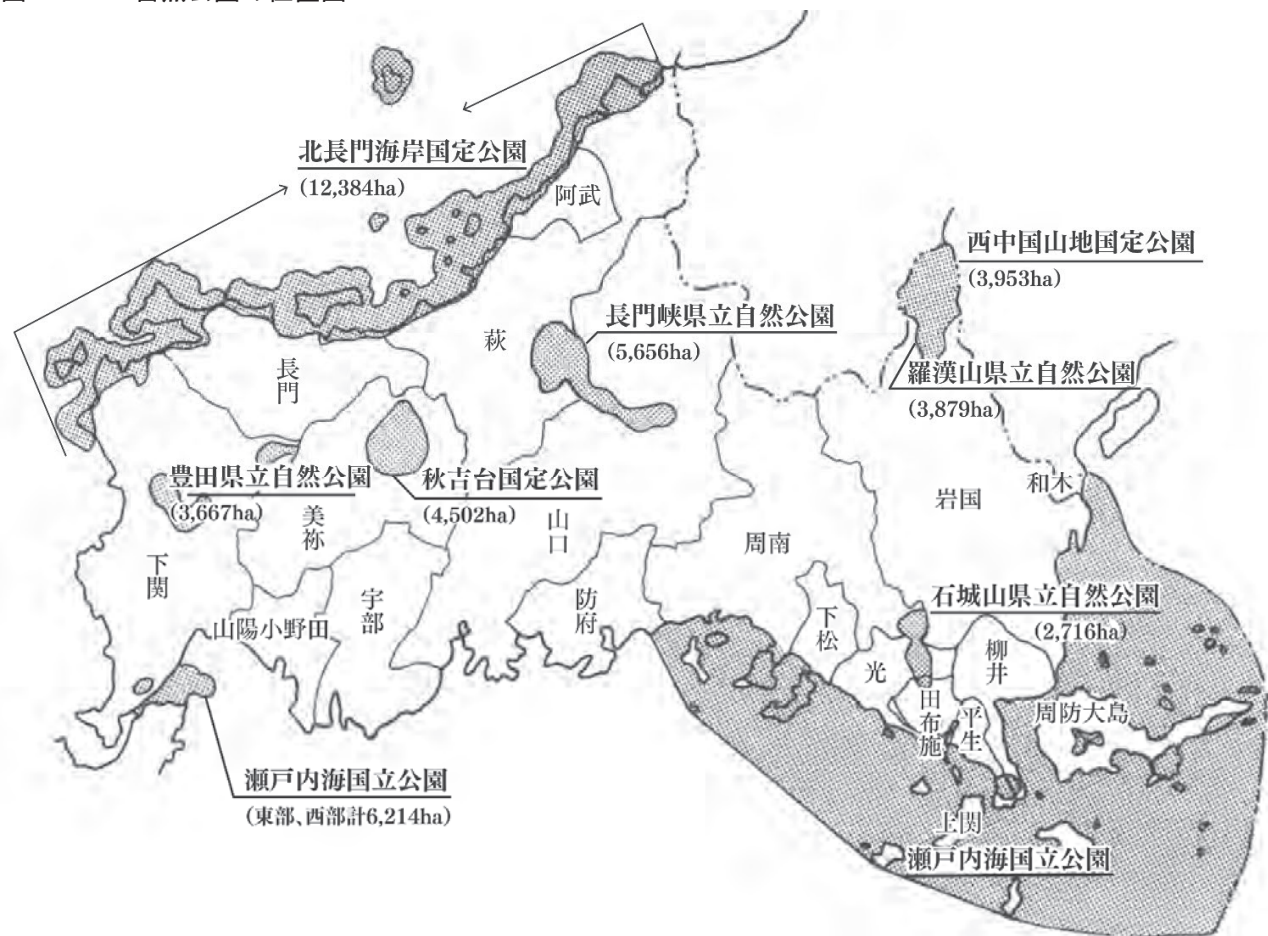 北長門海岸国定公園
(12,384ha)
阿武
西中国山地国定公園
(3,953ha)
長門峡県立自然公園
(5,656ha)
萩
羅漢山県立自然公園
(3,879ha)
長門
豊田県立自然公園
(3,667ha)
秋吉台国定公園
(4,502ha)
和木
岩国
美祢
山口
周南
下関
宇部
防府
石城山県立自然公園
(2,716ha)
山陽小野田
下松
柳井
光
田布施
平生
周防大島
瀬戸内海国立公園
(東部、西部計6,214ha)
上関
瀬戸内海国立公園